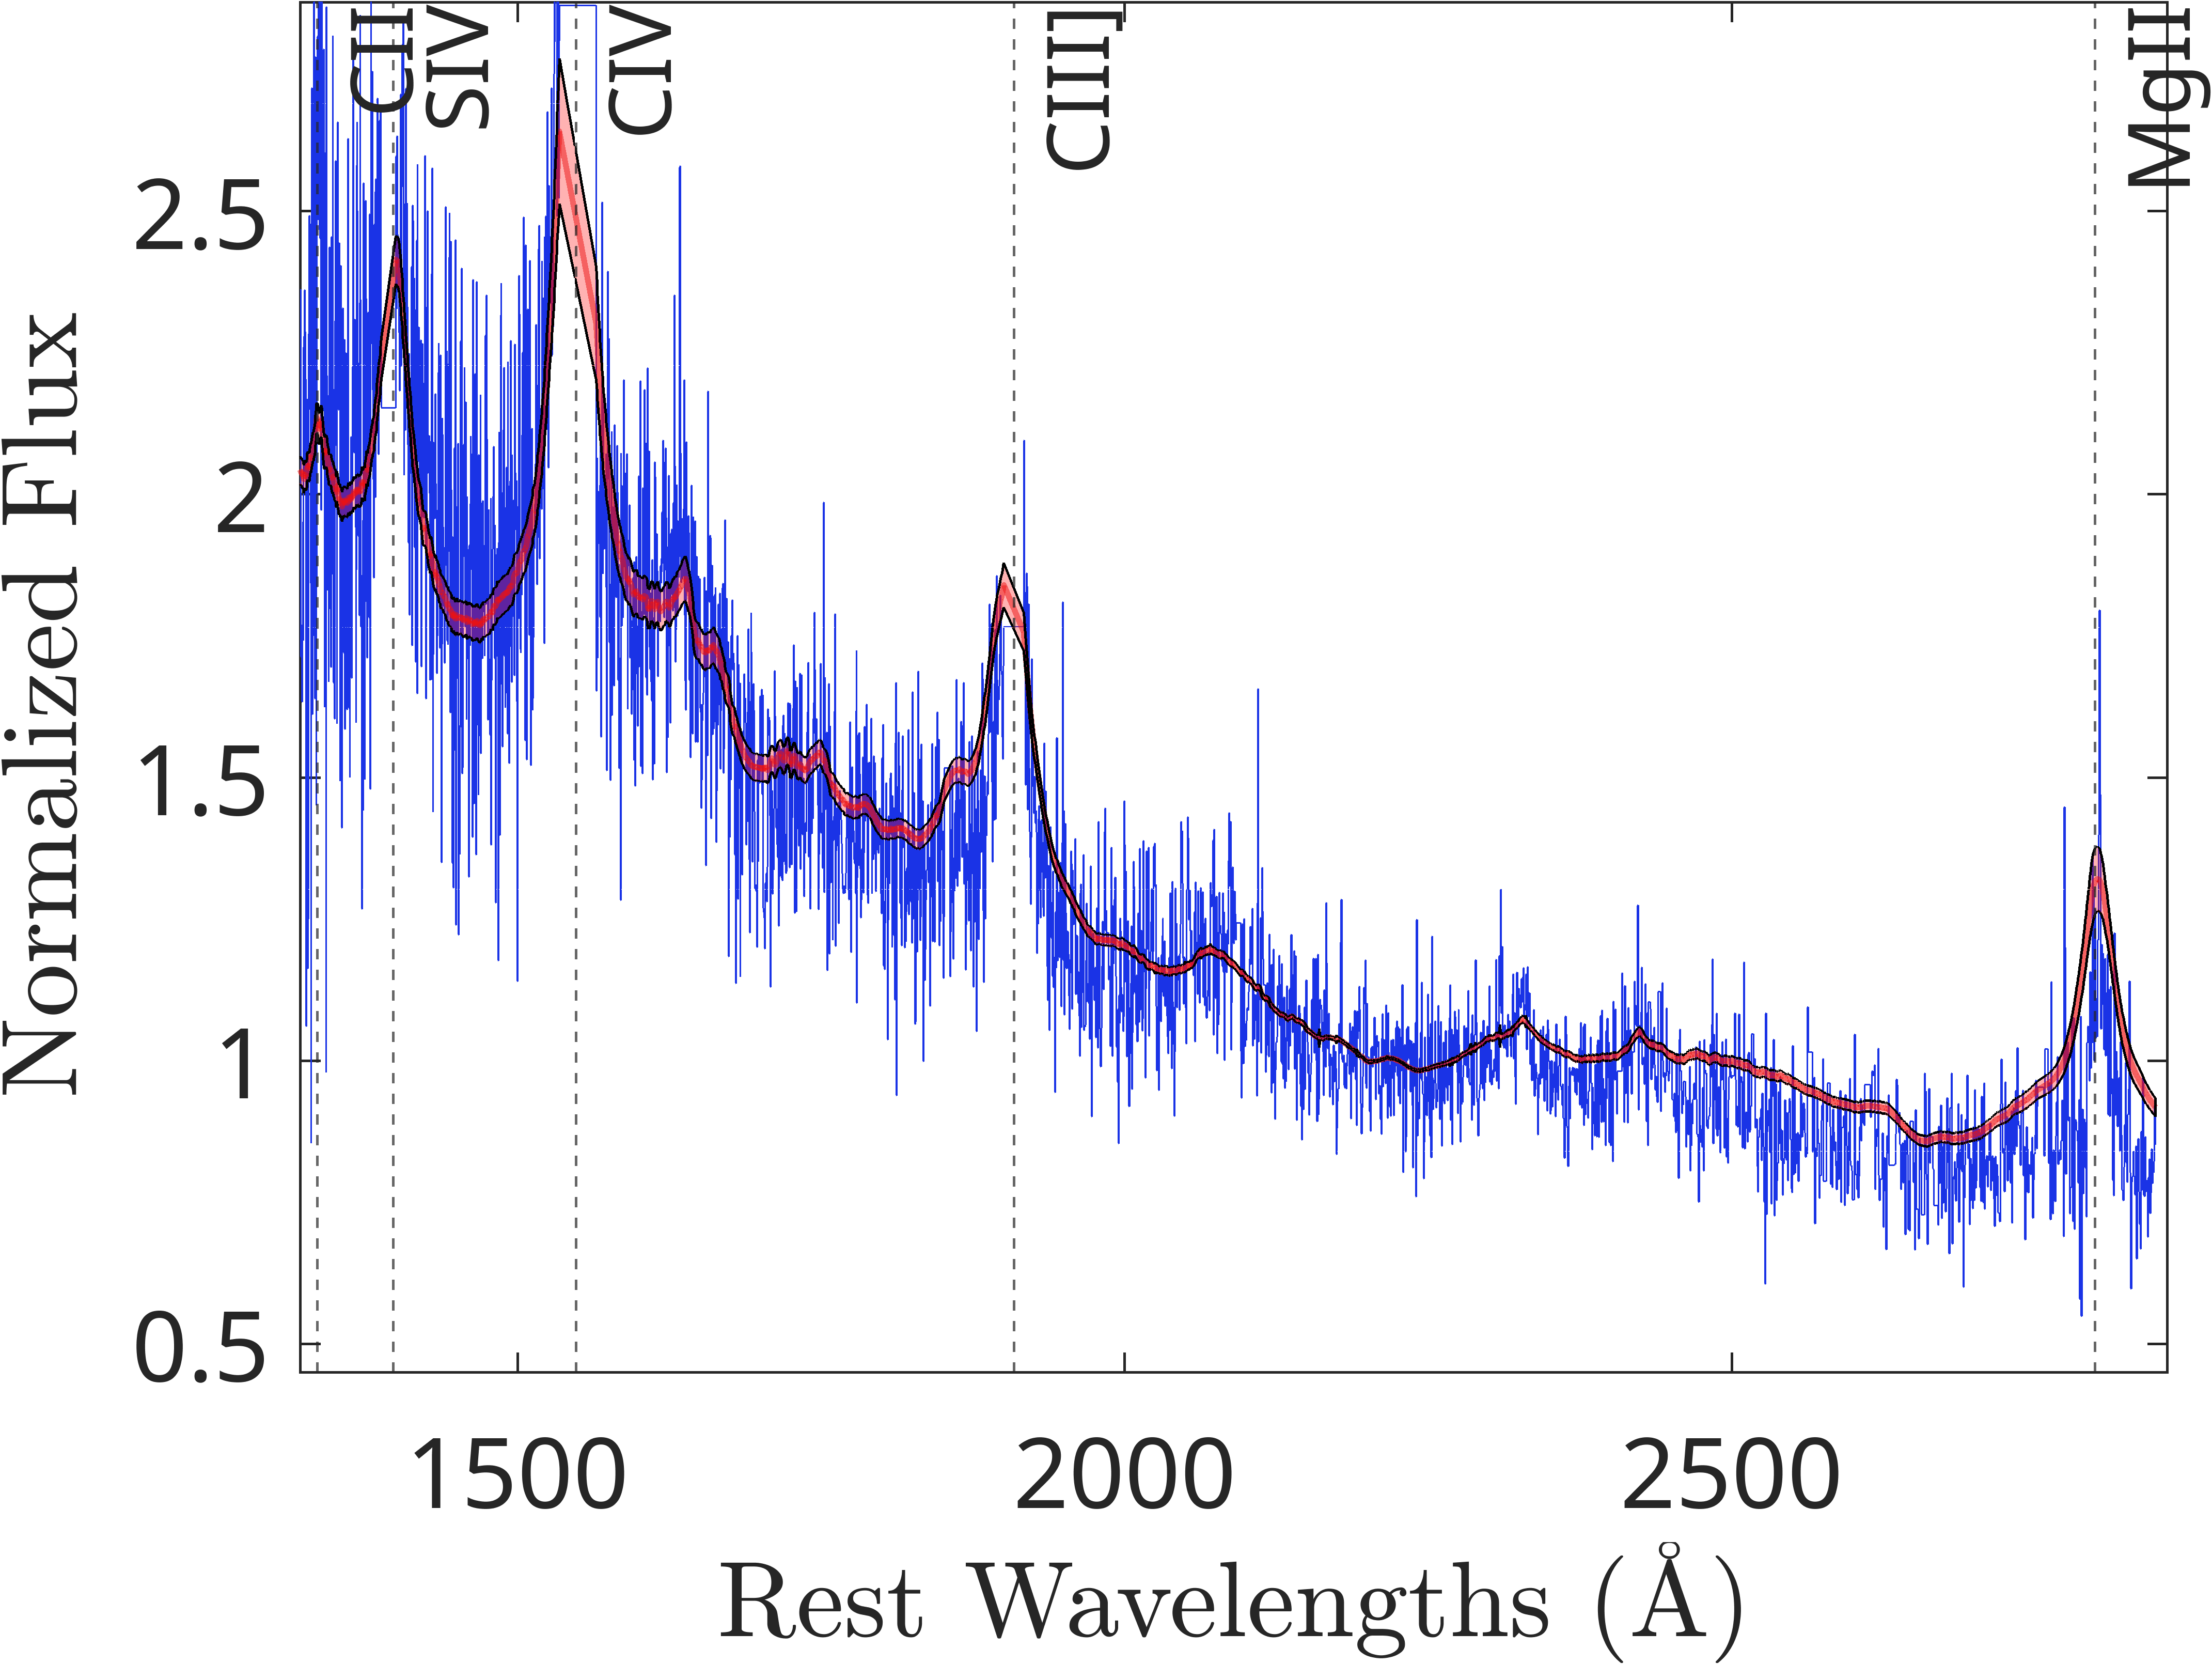 CII
SIV
CIV
CIII]
MgII
2.5
2
1.5
1
0.5
Normalized Flux
1500
2000
2500
Rest Wavelengths (Å)